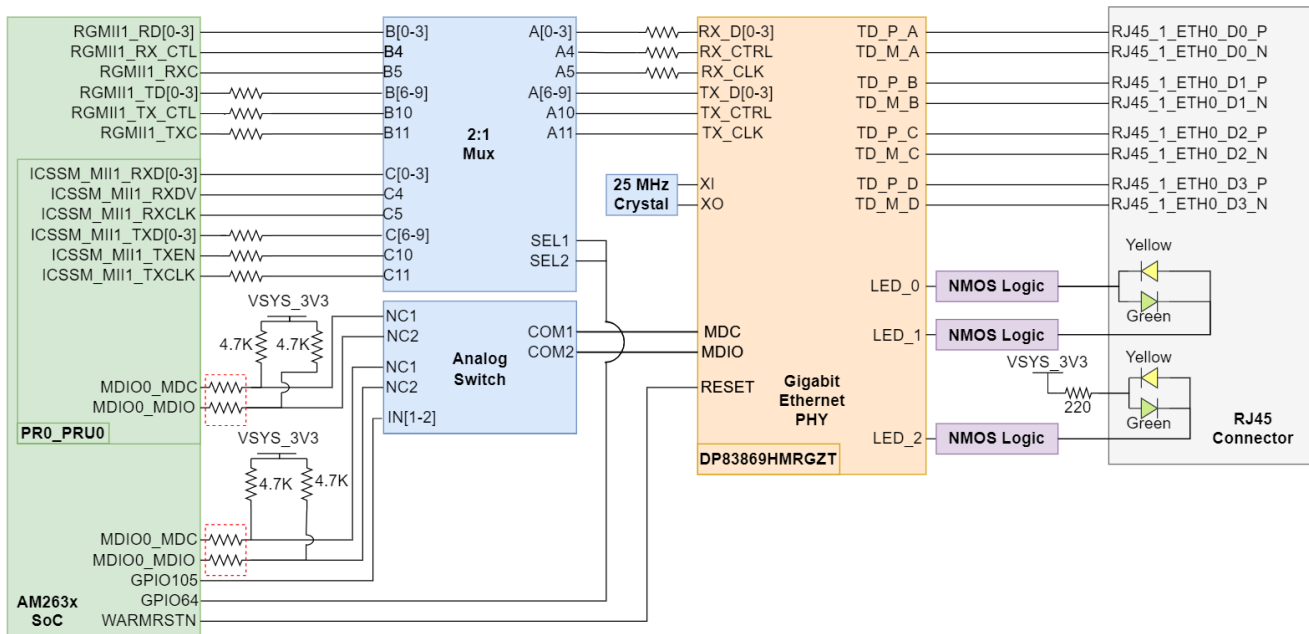 RGMII1_RD[0-3]
RGMII1_RX_CTL
RGMII1_RXC
RGMII1_TD[0-3]
RGMII1_TX_CTL
RGMII1_TXC
ICSSM_MII1_RXD[0-3]
ICSSM_MII1_RXDV
ICSSM_MII1_RXCLK
ICSSM_MII1_TXD[0-3]
ICSSM_MII1_TXEN
ICSSM_MII1_TXCLK
VSYS_3V3
4.7K
4.7K
MDIO0_MDC
MDIO0_MDIO
PR0_PRU0
VSYS_3V3
4.7K
4.7K
MDIO0_MDC
MDIO0_MDIO
GPIO105
GPIO64
WARMRSTN
AM263x
SoC
B[0-3]
B4
B5
B[6-9]
B10
B11
C[0-3]
C4
C5
C[6-9]
C10
C11
2:1
Mux
A[0-3]
A4
A5
A[6-9]
A10
A11
SEL1
SEL2
NC1
NC2
NC1
NC2
IN[1-2]
Analog
Switch
COM1
COM2
25 MHz
Crystal
RX_D[0-3]
RX_CTRL
RX_CLK
TX_D[0-3]
TX_CTRL
TX_CLK
XI
XO
MDC
MDIO
RESET
Gigabit
Ethernet
PHY
DP83869HMRGZT
TD_P_A
TD_M_A
TD_P_B
TD_M_B
TD_P_C
TD_M_C
TD_P_D
TD_M_D
LED_0
LED_1
LED_2
NMOS Logic
NMOS Logic
VSYS_3V3
220
NMOS Logic
RJ45_1_ETH0_D0_P
RJ45_1_ETH0_D0_N
RJ45_1_ETH0_D1_P
RJ45_1_ETH0_D1_N
RJ45_1_ETH0_D2_P
RJ45_1_ETH0_D2_N
RJ45_1_ETH0_D3_P
RJ45_1_ETH0_D3_N
Yellow
Green
Yellow
Green
RJ45
Connector